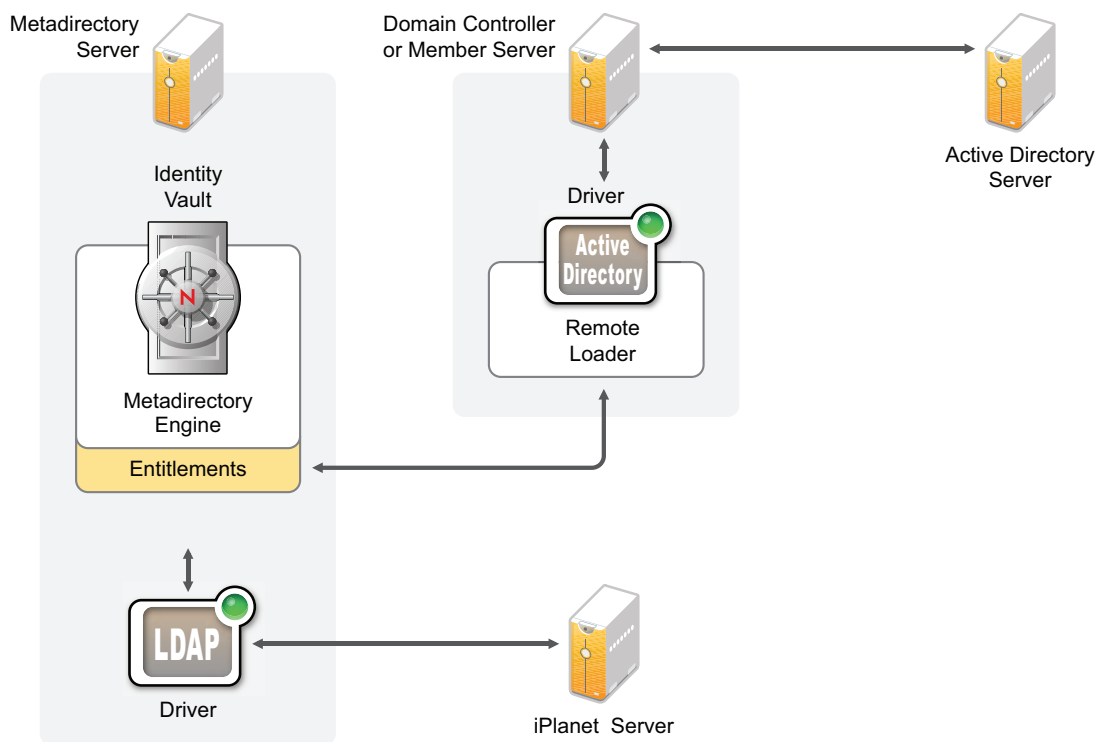 Metadirectory
Server
Domain Controller
or Member Server
Active Directory
Server
Identity
Vault
N
Metadirectory
Engine
Entitlements
Driver
Active
Directory
Remote
Loader
LDAP
Driver
iPlanet Server